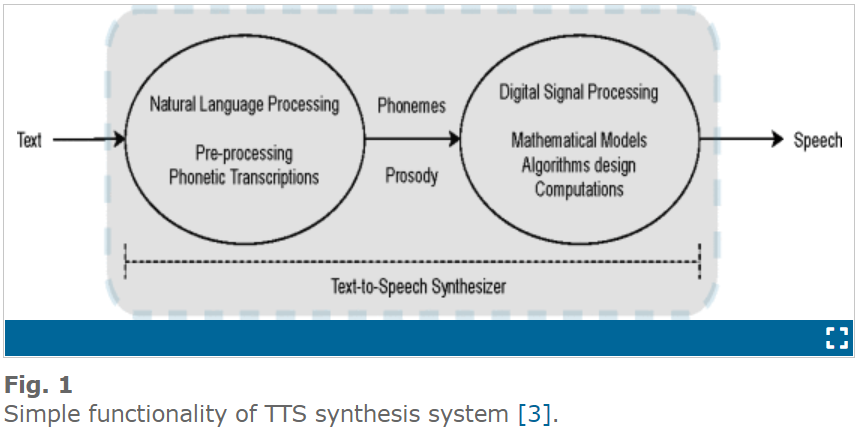 Text
Natural Language Processing
Pre-processing
Phonetic Transcriptions
Phonemes
Prosody
Digital Signal Processing
Mathematical Models
Algorithms design
Computations
Speech
Text-to-Speech Synthesizer
Fig. 1
Simple functionality of TTS synthesis system [3].